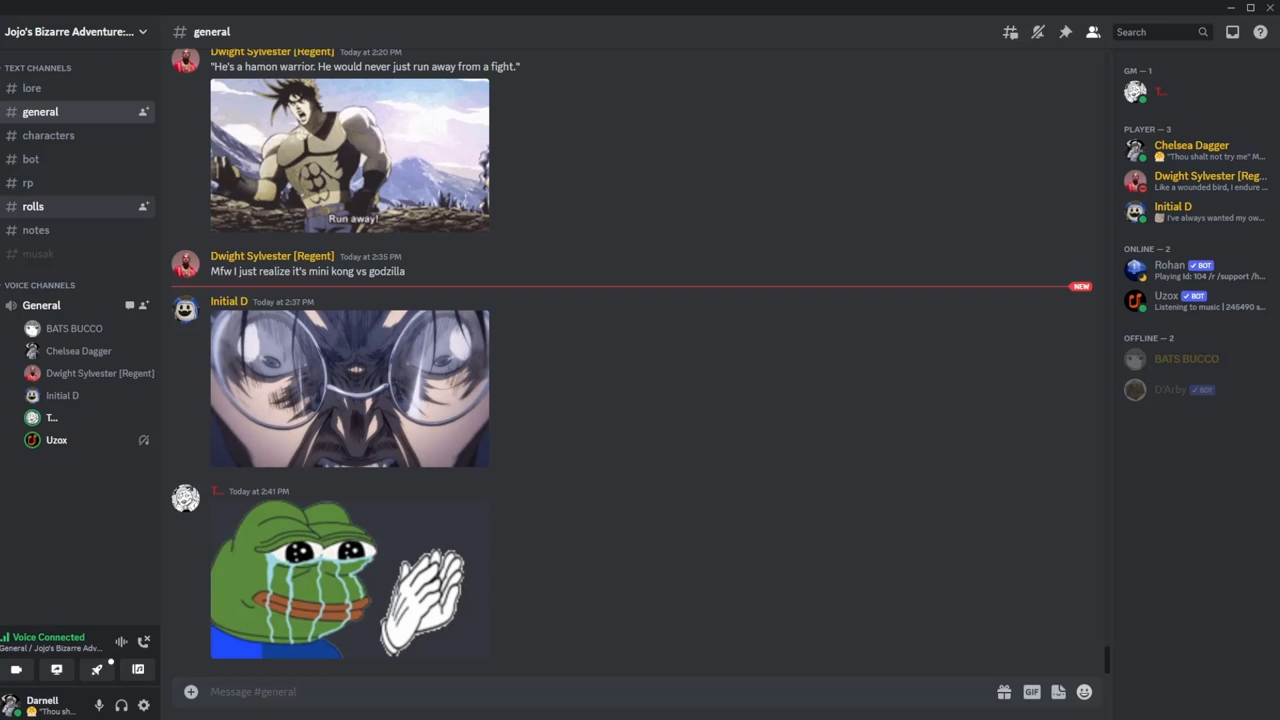 Jojo's Bizarre Adventure:...
TEXT CHANNELS
# lore
# general
# characters
# bot
# rp
# rolls
# notes
# musak
VOICE CHANNELS
General
BATS BUCCO
Chelsea Dagger
Dwight Sylvester [Regent]
Initial D
T...
Uzox
Voice Connected
General / Jojo's Bizarre Adv...
Darnell
"Thou sh...
# general
Search
Dwight Sylvester [Regent] Today at 2:20 PM
"He's a hamon warrior. He would never just run away from a fight."
Run away!
Dwight Sylvester [Regent] Today at 2:35 PM
Mfw I just realize it's mini kong vs godzilla
NEW
Initial D Today at 2:37 PM
T... Today at 2:41 PM
Message #general
GIF
GM — 1
T...
PLAYER — 3
Chelsea Dagger
"Thou shalt not try me" M...
Dwight Sylvester [Reg...
Like a wounded bird, I endure ...
Initial D
I've always wanted my ow...
ONLINE — 2
Rohan ✓ BOT
Playing Id: 104 /r /support /h...
Uzox ✓ BOT
Listening to music | 245490 s...
OFFLINE — 2
BATS BUCCO
D'Arby ✓ BOT